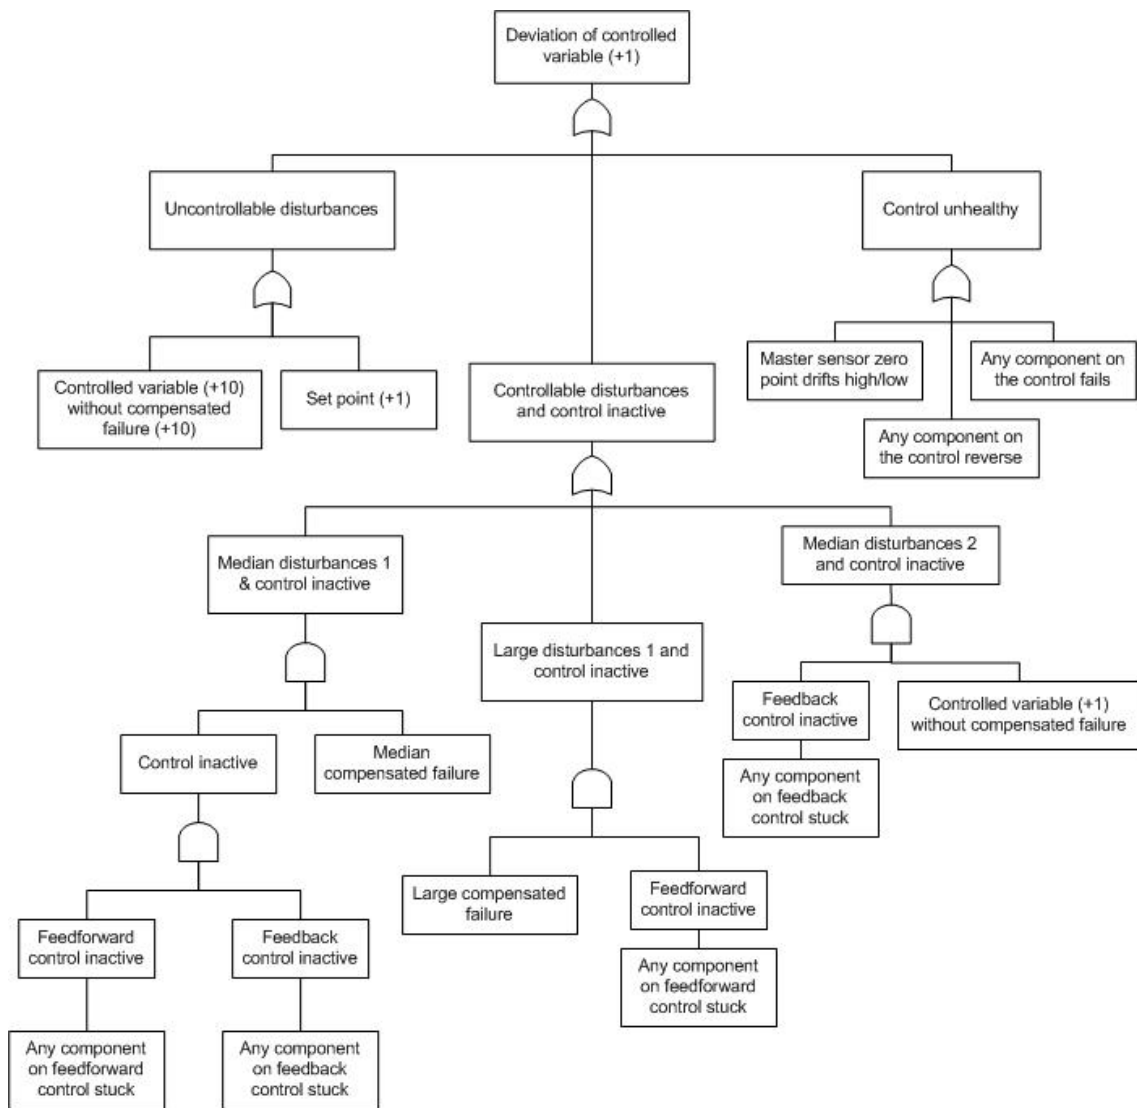 Deviation of controlled
variable (+1)
Uncontrollable disturbances
Control unhealthy
Controlled variable (+10)
without compensated
failure (+10)
Set point (+1)
Controllable disturbances
and control inactive
Master sensor zero
point drifts high/low
Any component on
the control fails
Any component on
the control reverse
Median disturbances 1
& control inactive
Large disturbances 1 and
control inactive
Median disturbances 2
and control inactive
Feedback
control inactive
Controlled variable (+1)
without compensated failure
Any component
on feedback
control stuck
Control inactive
Median
compensated failure
Large compensated
failure
Feedforward
control inactive
Any component
on feedforward
control stuck
Feedforward
control inactive
Feedback
control inactive
Any component
on feedforward
control stuck
Any component
on feedback
control stuck